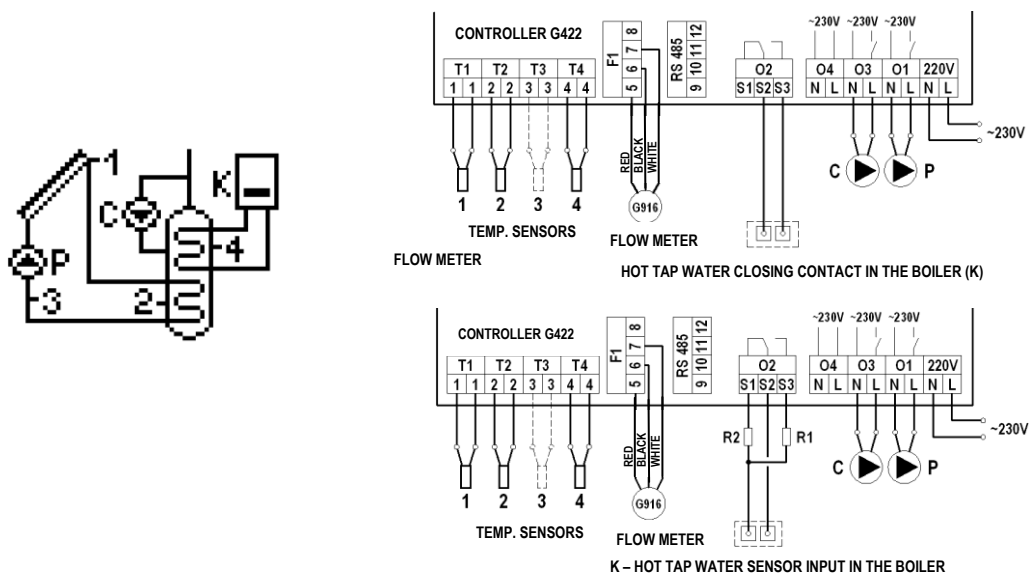 1
K
C
P
4
3
2
CONTROLLER G422
T1 T2 T3 T4
1 1 2 2 3 3 4 4
F1
5 6 7 8
RS 485
9 10 11 12
~230V ~230V ~230V
O2
S1 S2 S3
O4 O3 O1 220V
N L N L N L N L
~230V
RED
BLACK
WHITE
G916
C P
1 2 3 4
TEMP. SENSORS
FLOW METER
FLOW METER
HOT TAP WATER CLOSING CONTACT IN THE BOILER (K)
CONTROLLER G422
T1 T2 T3 T4
1 1 2 2 3 3 4 4
F1
5 6 7 8
RS 485
9 10 11 12
~230V ~230V ~230V
O2
S1 S2 S3
O4 O3 O1 220V
N L N L N L N L
~230V
R2 R1
RED
BLACK
WHITE
G916
C P
1 2 3 4
TEMP. SENSORS
FLOW METER
K – HOT TAP WATER SENSOR INPUT IN THE BOILER